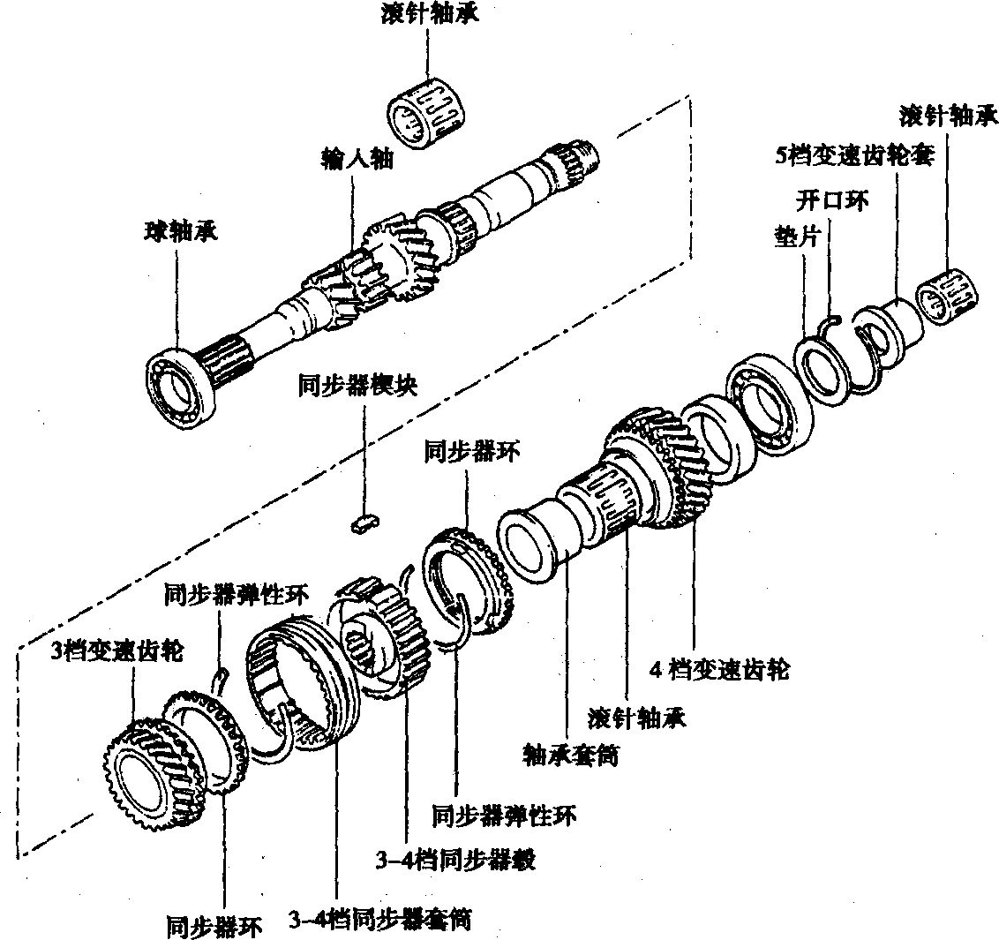 滚针轴承
滚针轴承
输人轴
5档变速齿轮套
开口环
球轴承
垫片
同步器楔块
同步器环
同步器弹性环
3档变速齿轮
4档变速齿轮
滚针轴承
轴承套筒
同步器弹性环
3-4档同步器毂
3-4档同步器套筒
同步器环